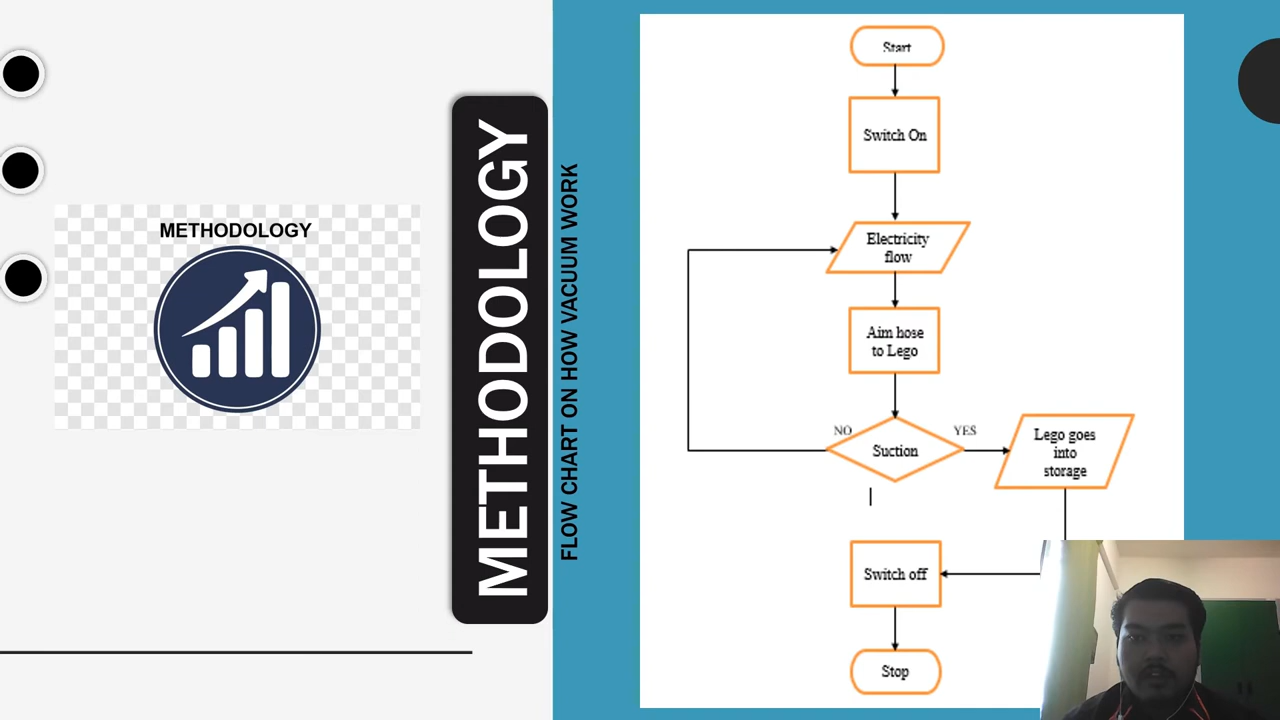 METHODOLOGY
METHODOLOGY
FLOW CHART ON HOW VACUUM WORK
Start
Switch On
Electricity
flow
Aim hose
to Lego
NO
YES
Suction
Lego goes
into
storage
Switch off
Stop